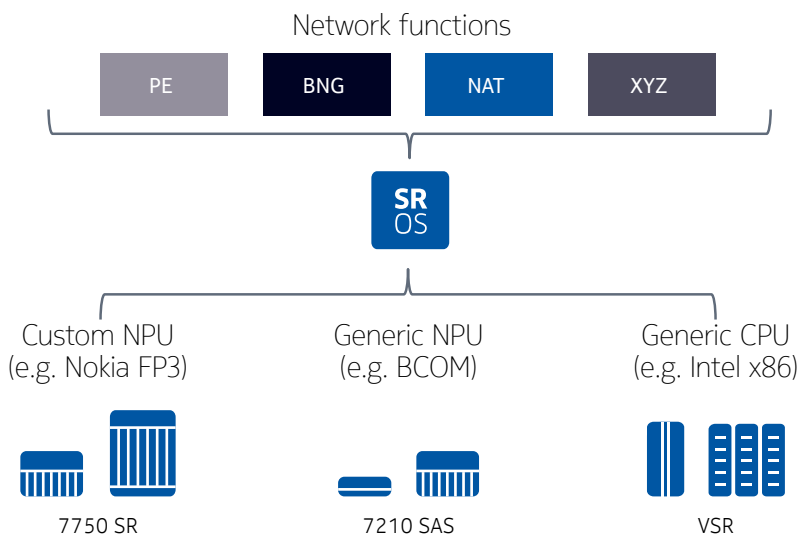 Network functions
PE
BNG
NAT
XYZ
SR
OS
Custom NPU
(e.g. Nokia FP3)
Generic NPU
(e.g. BCOM)
Generic CPU
(e.g. Intel x86)
7750 SR
7210 SAS
VSR